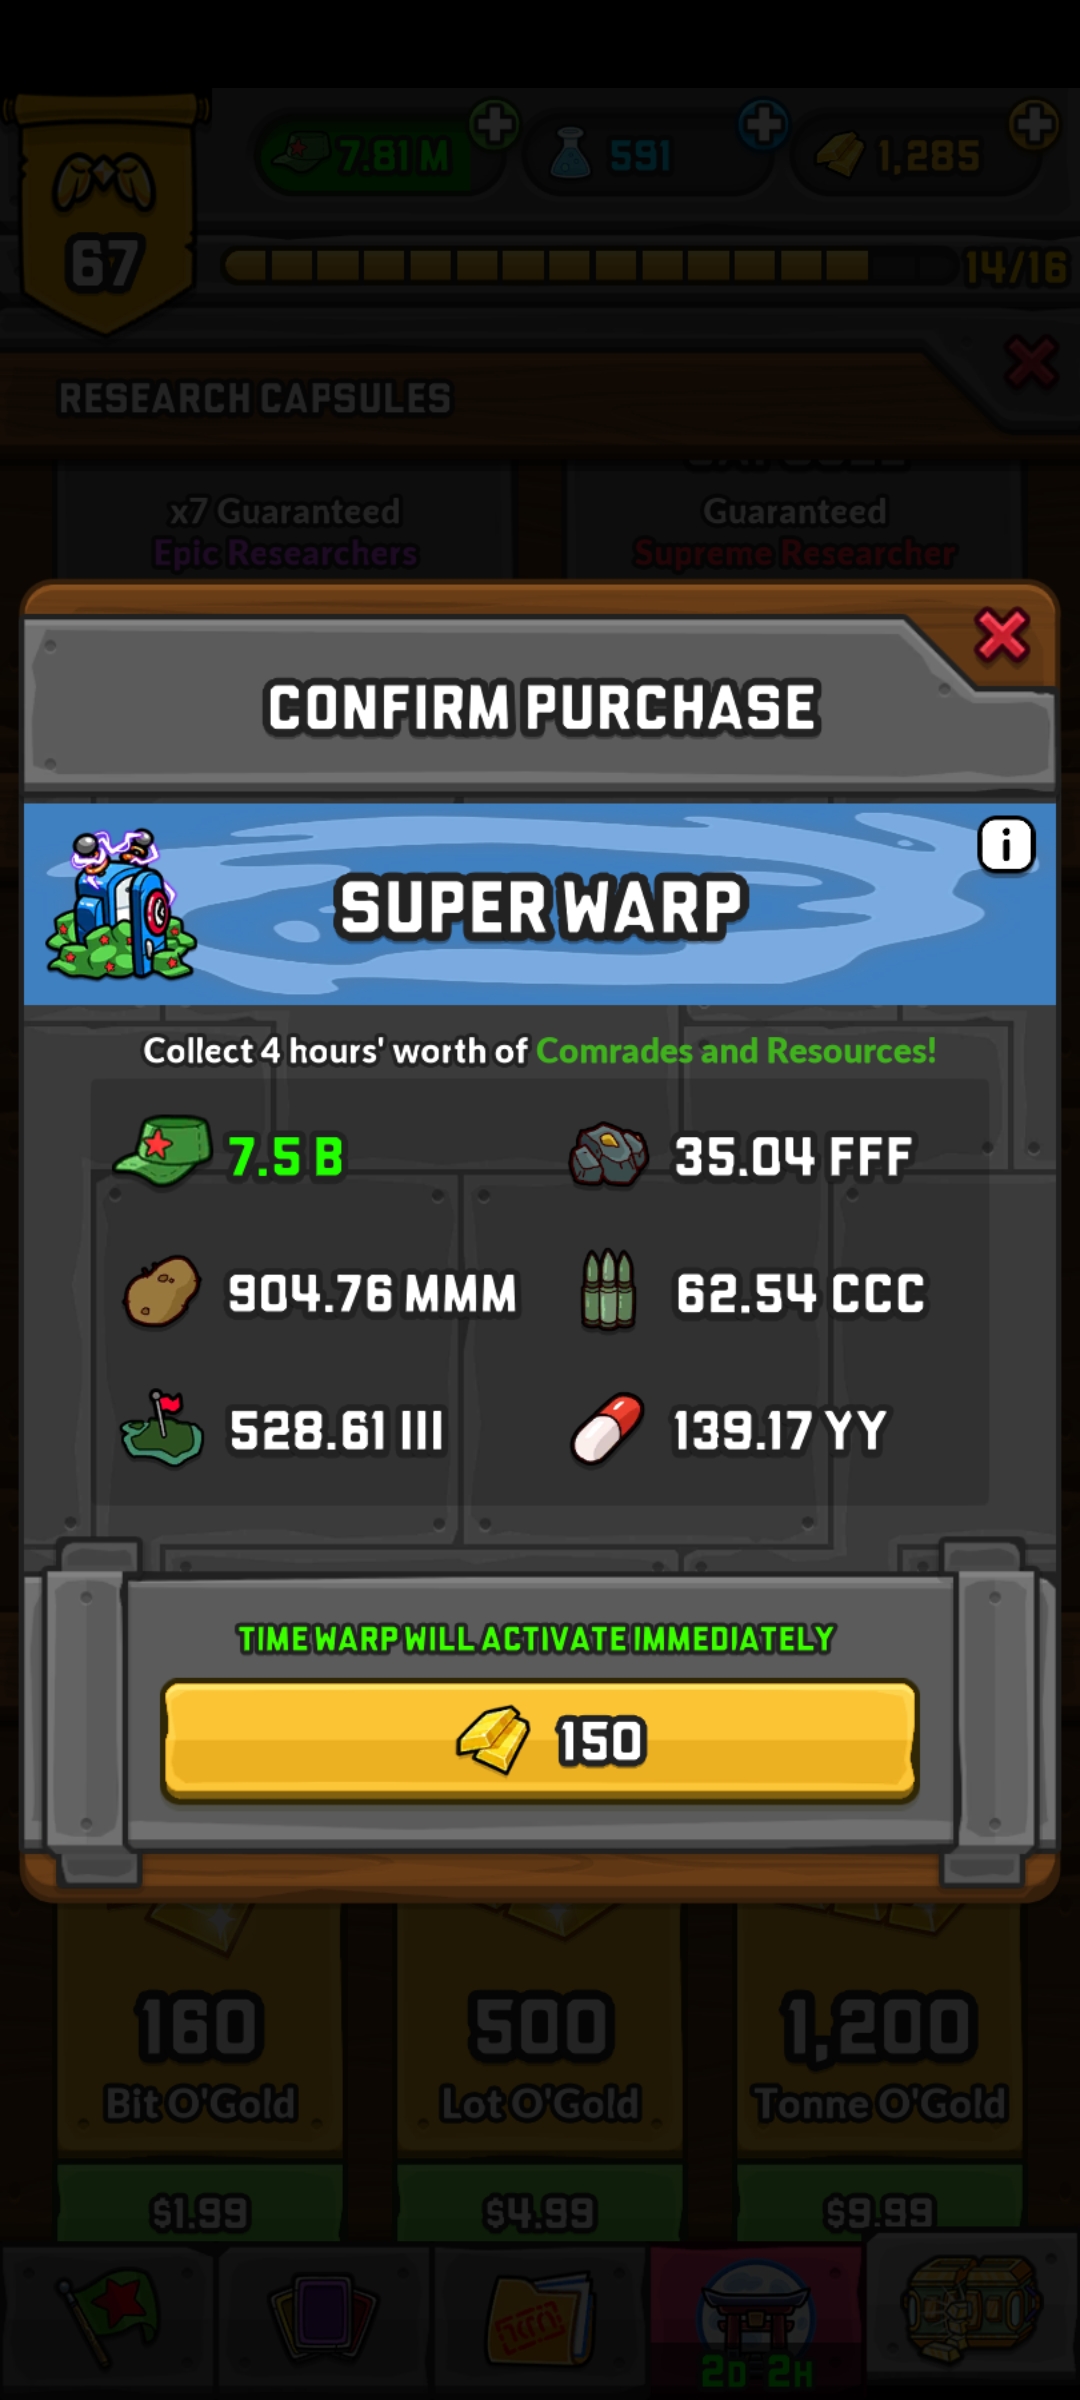 7.81 M
591
1,285
67
14/16
RESEARCH CAPSULES
x7 Guaranteed
Guaranteed
Epic Researchers
Supreme Researcher
CONFIRM PURCHASE
i
SUPER WARP
Collect 4 hours' worth of Comrades and Resources!
7.5 B
35.04 FFF
904.76 MMM
62.54 CCC
528.61 III
139.17 YY
TIME WARP WILL ACTIVATE IMMEDIATELY
150
160
500
1,200
Bit O'Gold
Lot O'Gold
Tonne O'Gold
$1.99
$4.99
$9.99
2D 2H